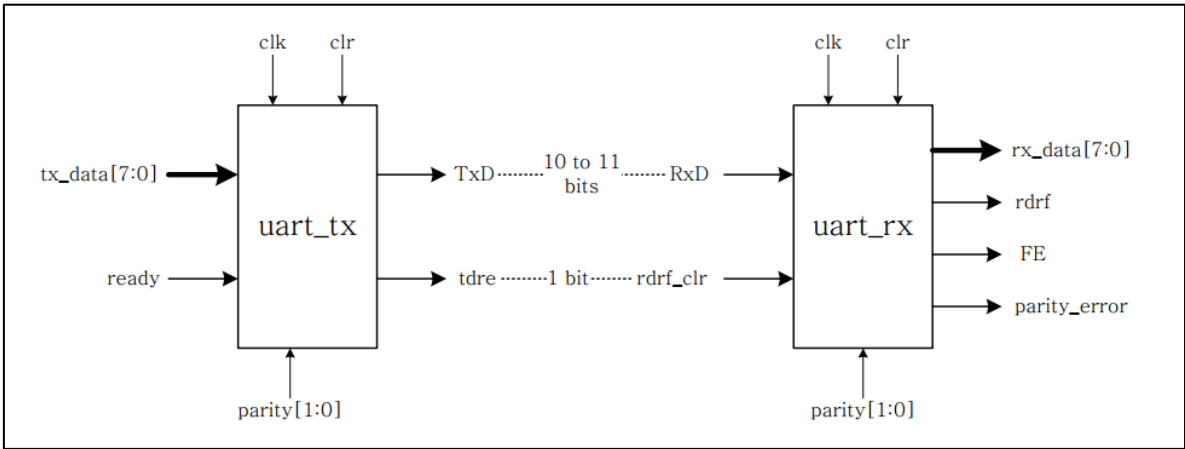 clk clr clk clr
tx_data[7:0] TxD 10 to 11 bits RxD rx_data[7:0]
rdrf
uart_tx uart_rx
FE
ready tdre 1 bit rdrf_clr
parity_error
parity[1:0] parity[1:0]